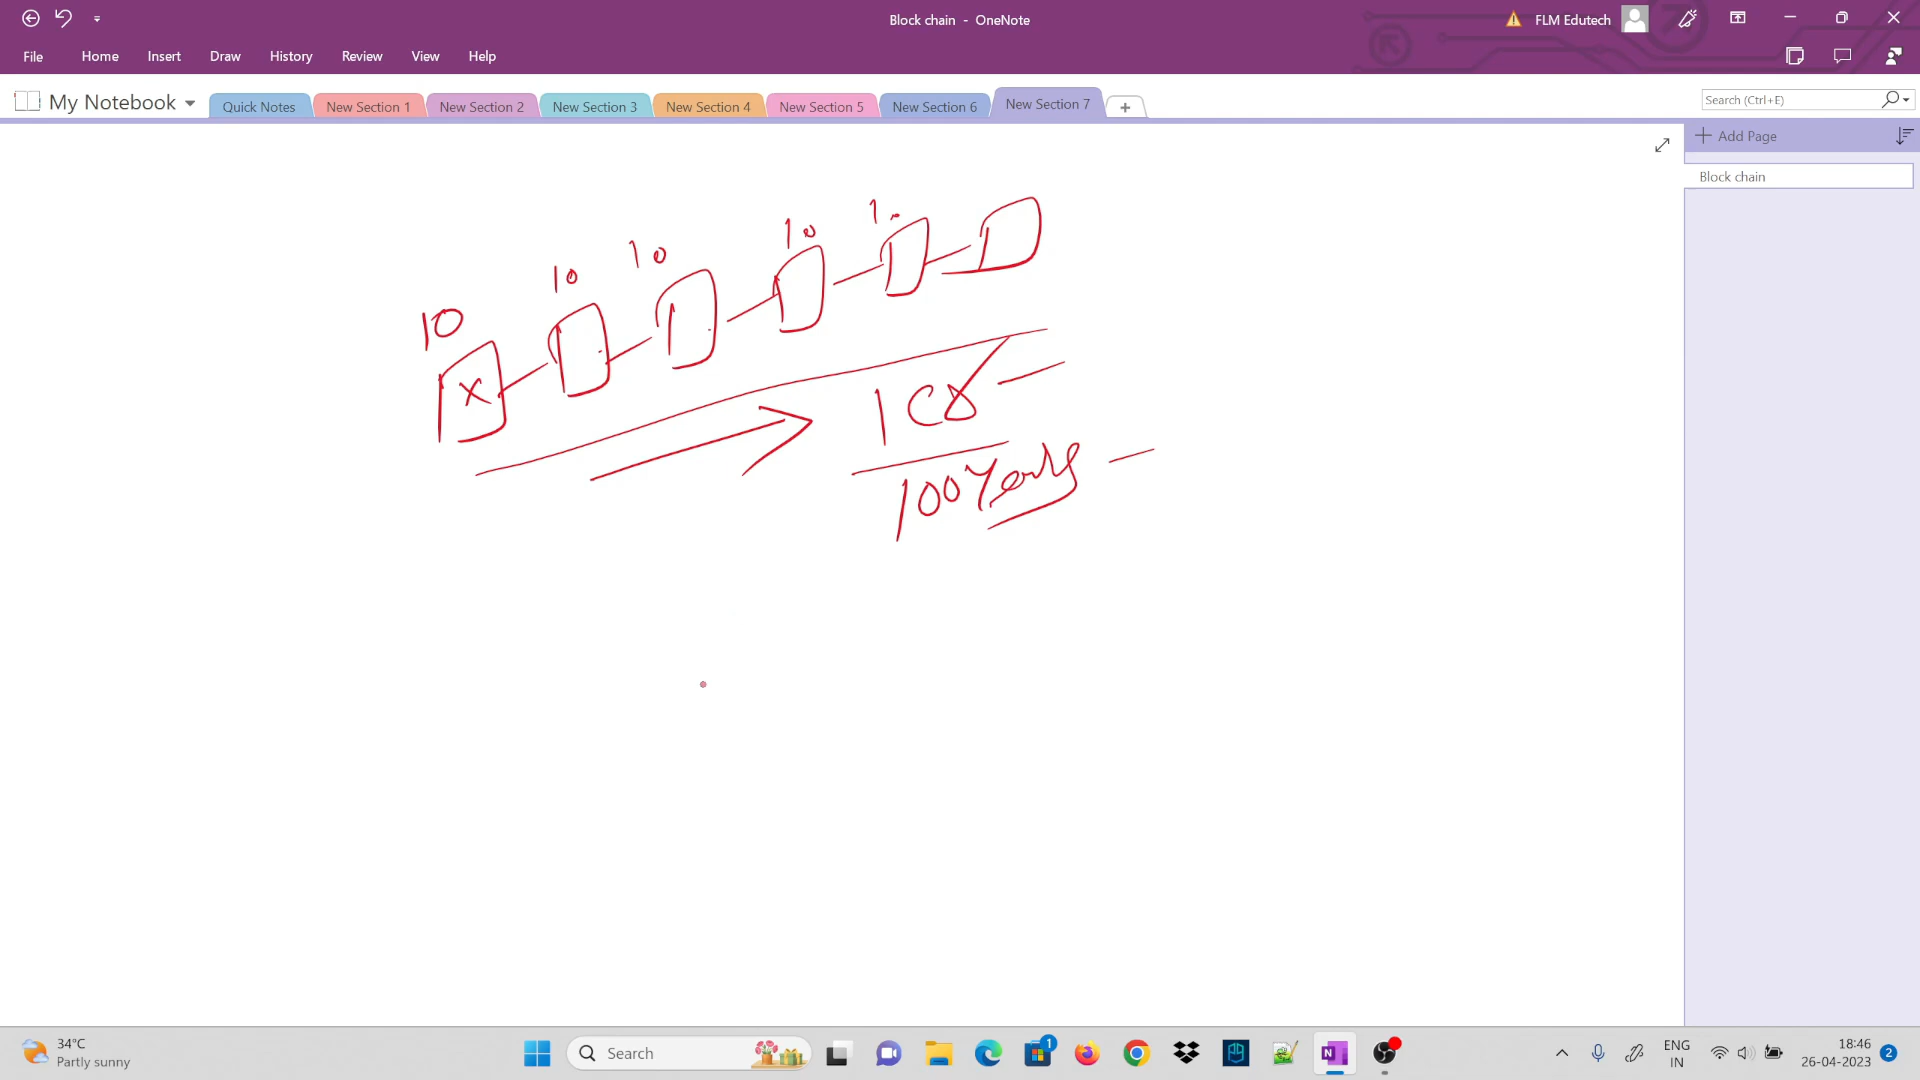 Block chain - OneNote
FLM Edutech
File Home Insert Draw History Review View Help
My Notebook
Quick Notes New Section 1 New Section 2 New Section 3 New Section 4 New Section 5 New Section 6 New Section 7
Search (Ctrl+E)
Add Page
Block chain
10 10 10 10 1
X
100 Years
34°C
Partly sunny
Search
1
ENG
IN
18:46
26-04-2023
2